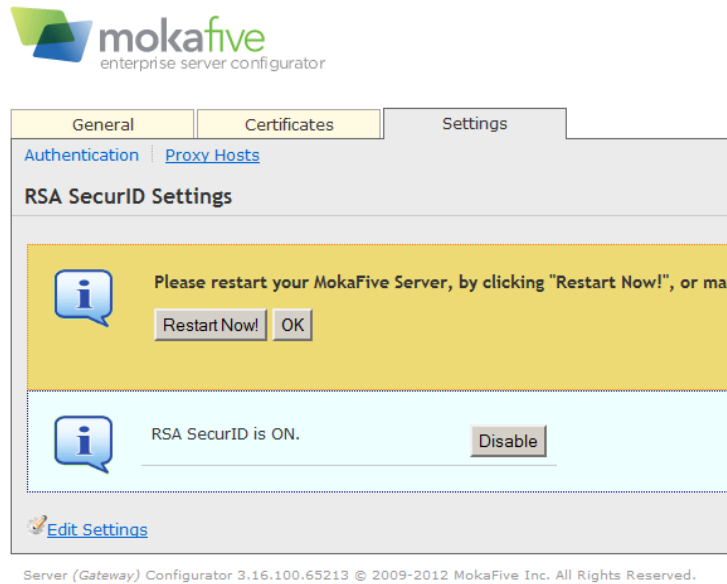 mokafive
enterprise server configurator
General Certificates Settings
Authentication Proxy Hosts
RSA SecurID Settings
Please restart your MokaFive Server, by clicking "Restart Now!", or ma
Restart Now! OK
RSA SecurID is ON. Disable
Edit Settings
Server (Gateway) Configurator 3.16.100.65213 © 2009-2012 MokaFive Inc. All Rights Reserved.